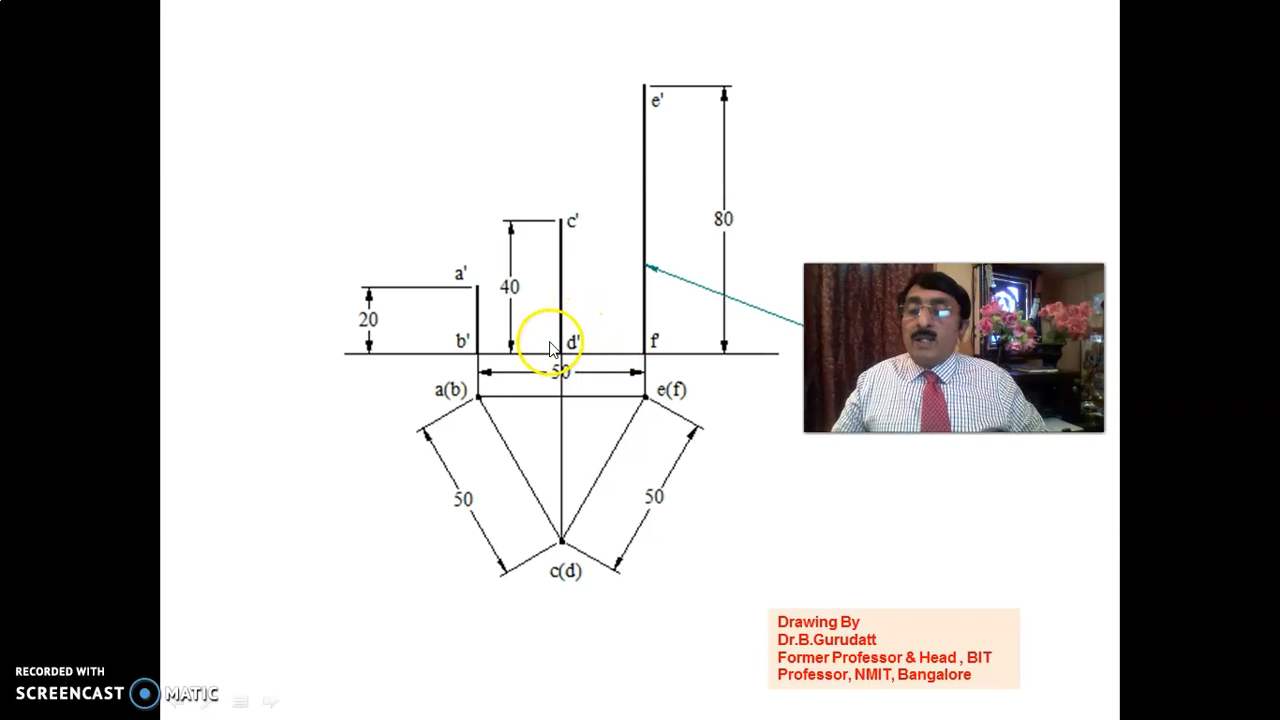 e'
c'
80
a'
40
20
b'
d'
f'
50
a(b)
e(f)
50
50
c(d)
Drawing By
Dr.B.Gurudatt
Former Professor & Head , BIT
Professor, NMIT, Bangalore
RECORDED WITH
SCREENCAST MATIC